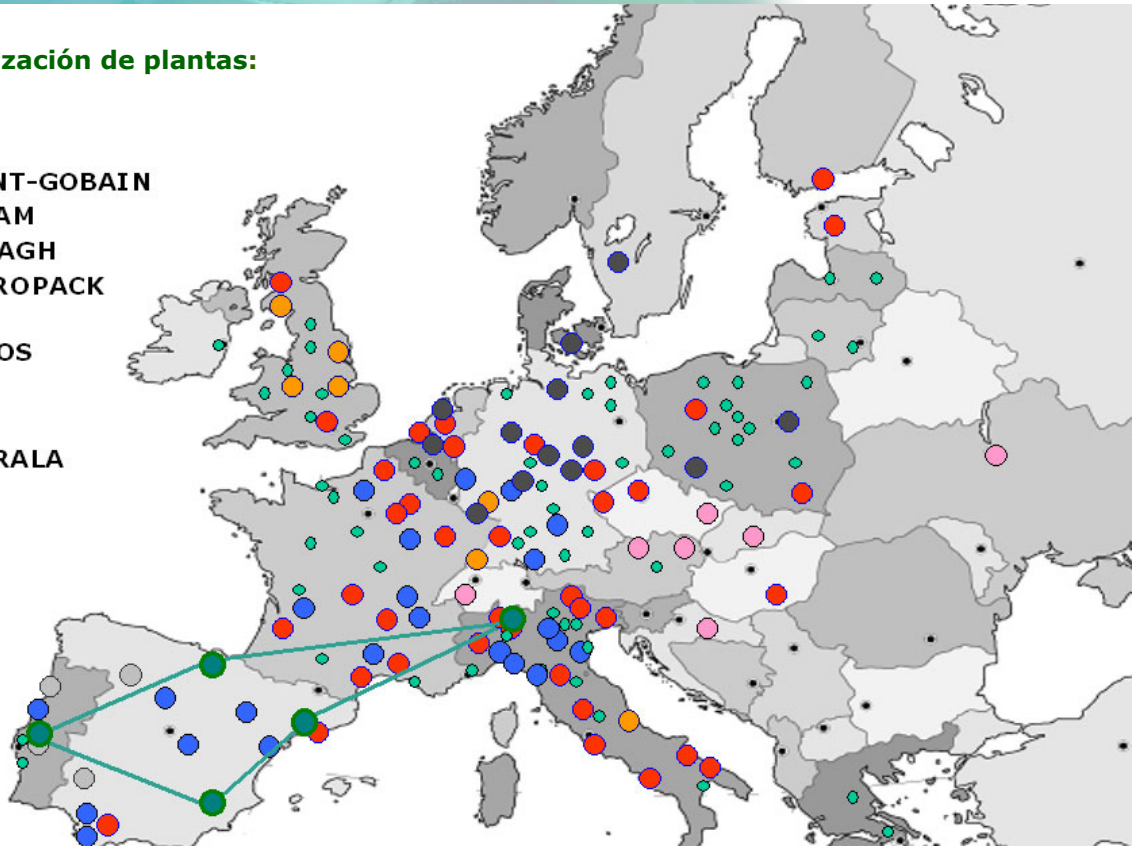 zación de plantas:
NT-GOBAIN
AM
AGH
ROPACK
OS
RALA